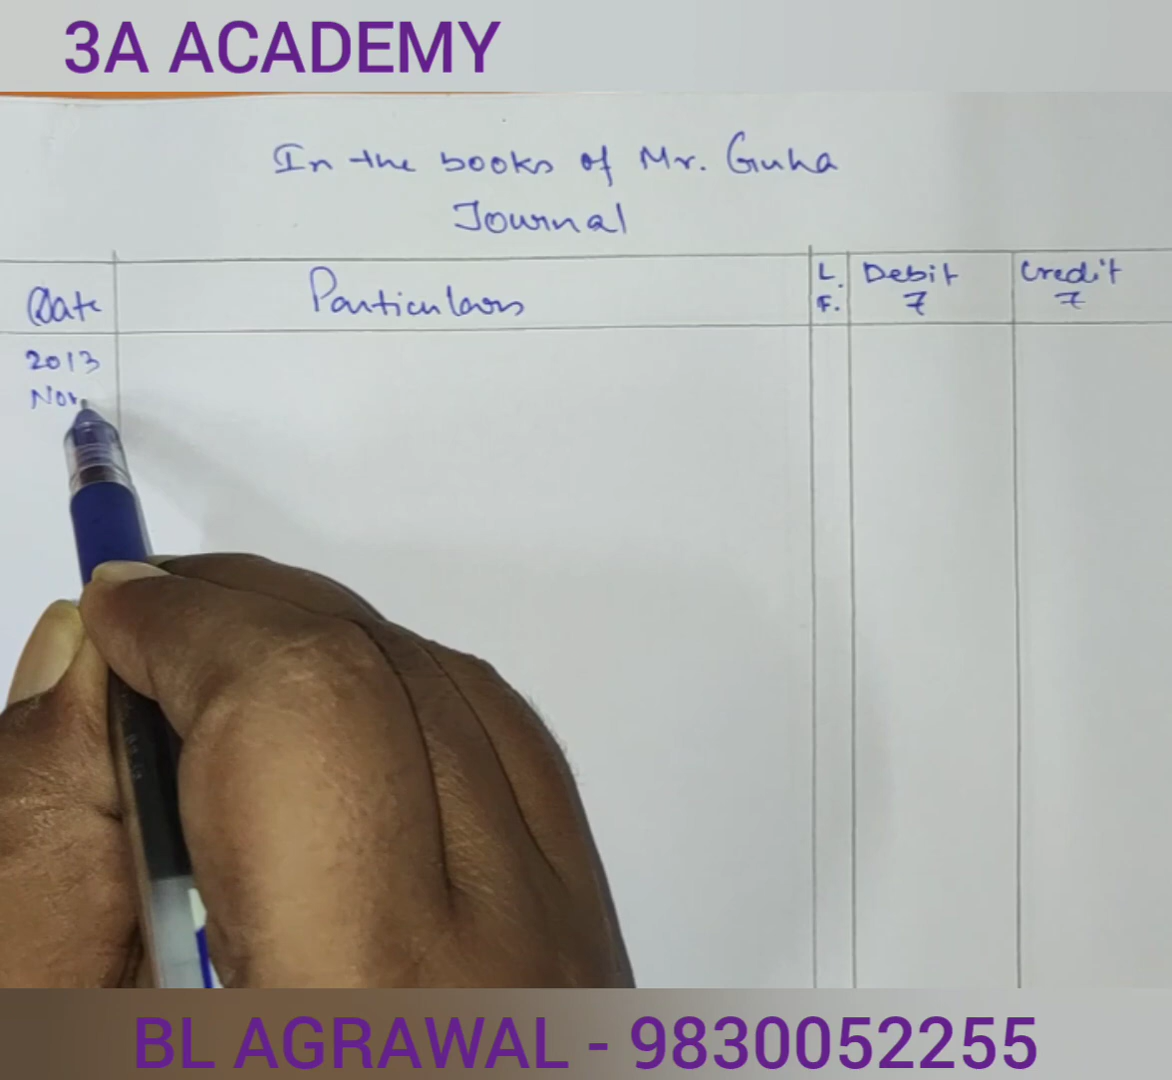 3A ACADEMY
In the books of Mr. Guha
Journal
Date Particulars L. F. Debit ₹ Credit ₹
2013
Nov
BL AGRAWAL - 9830052255